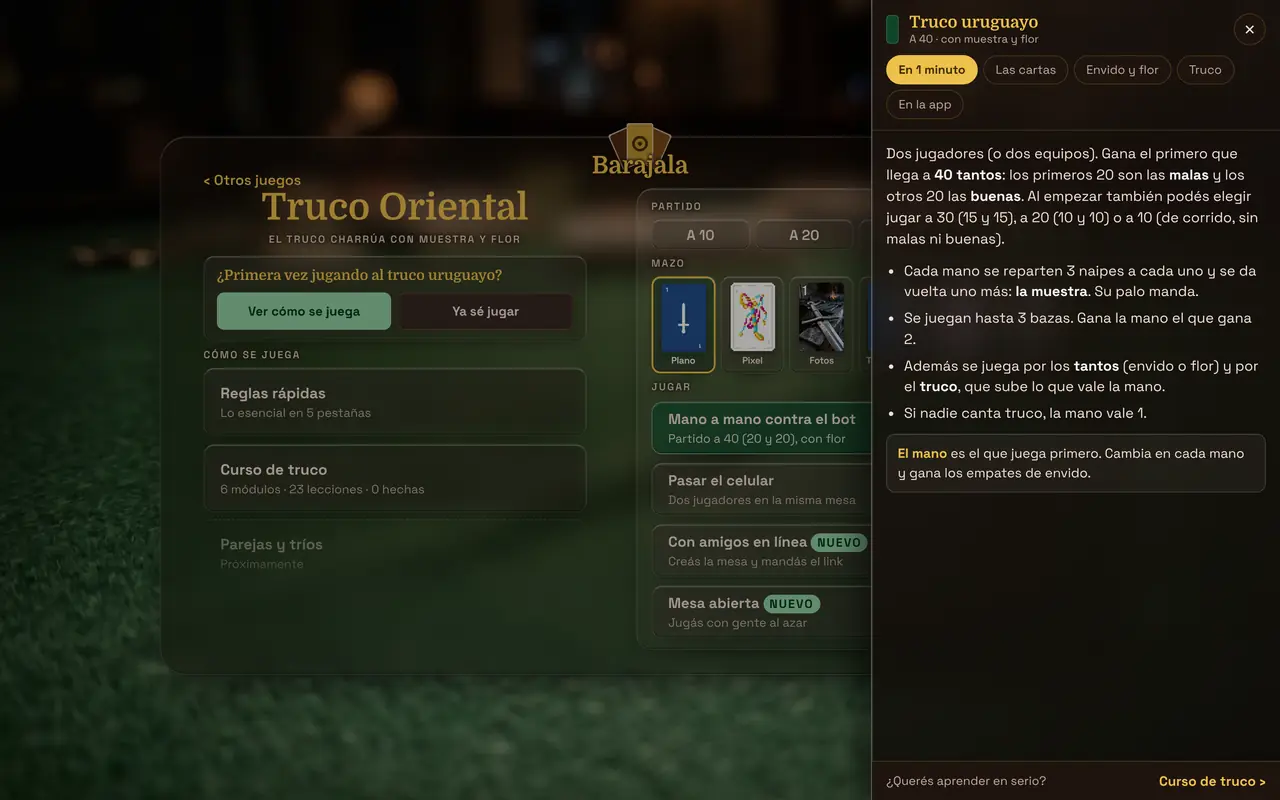 Barajala
< Otros juegos
Truco Oriental
EL TRUCO CHARRÚA CON MUESTRA Y FLOR
¿Primera vez jugando al truco uruguayo?
Ver cómo se juega
Ya sé jugar
CÓMO SE JUEGA
Reglas rápidas
Lo esencial en 5 pestañas
Curso de truco
6 módulos · 23 lecciones · 0 hechas
Parejas y tríos
Próximamente
PARTIDO
A 10
A 20
MAZO
1
1
Plano
Pixel
1
Fotos
JUGAR
Mano a mano contra el bot
Partido a 40 (20 y 20), con flor
Pasar el celular
Dos jugadores en la misma mesa
Con amigos en línea NUEVO
Creás la mesa y mandás el link
Mesa abierta NUEVO
Jugás con gente al azar
Truco uruguayo
A 40 · con muestra y flor
×
En 1 minuto
Las cartas
Envido y flor
Truco
En la app
Dos jugadores (o dos equipos). Gana el primero que
llega a 40 tantos: los primeros 20 son las malas y los
otros 20 las buenas. Al empezar también podés elegir
jugar a 30 (15 y 15), a 20 (10 y 10) o a 10 (de corrido, sin
malas ni buenas).
• Cada mano se reparten 3 naipes a cada uno y se da
vuelta uno más: la muestra. Su palo manda.
• Se juegan hasta 3 bazas. Gana la mano el que gana
2.
• Además se juega por los tantos (envido o flor) y por
el truco, que sube lo que vale la mano.
• Si nadie canta truco, la mano vale 1.
El mano es el que juega primero. Cambia en cada mano
y gana los empates de envido.
¿Querés aprender en serio?
Curso de truco >